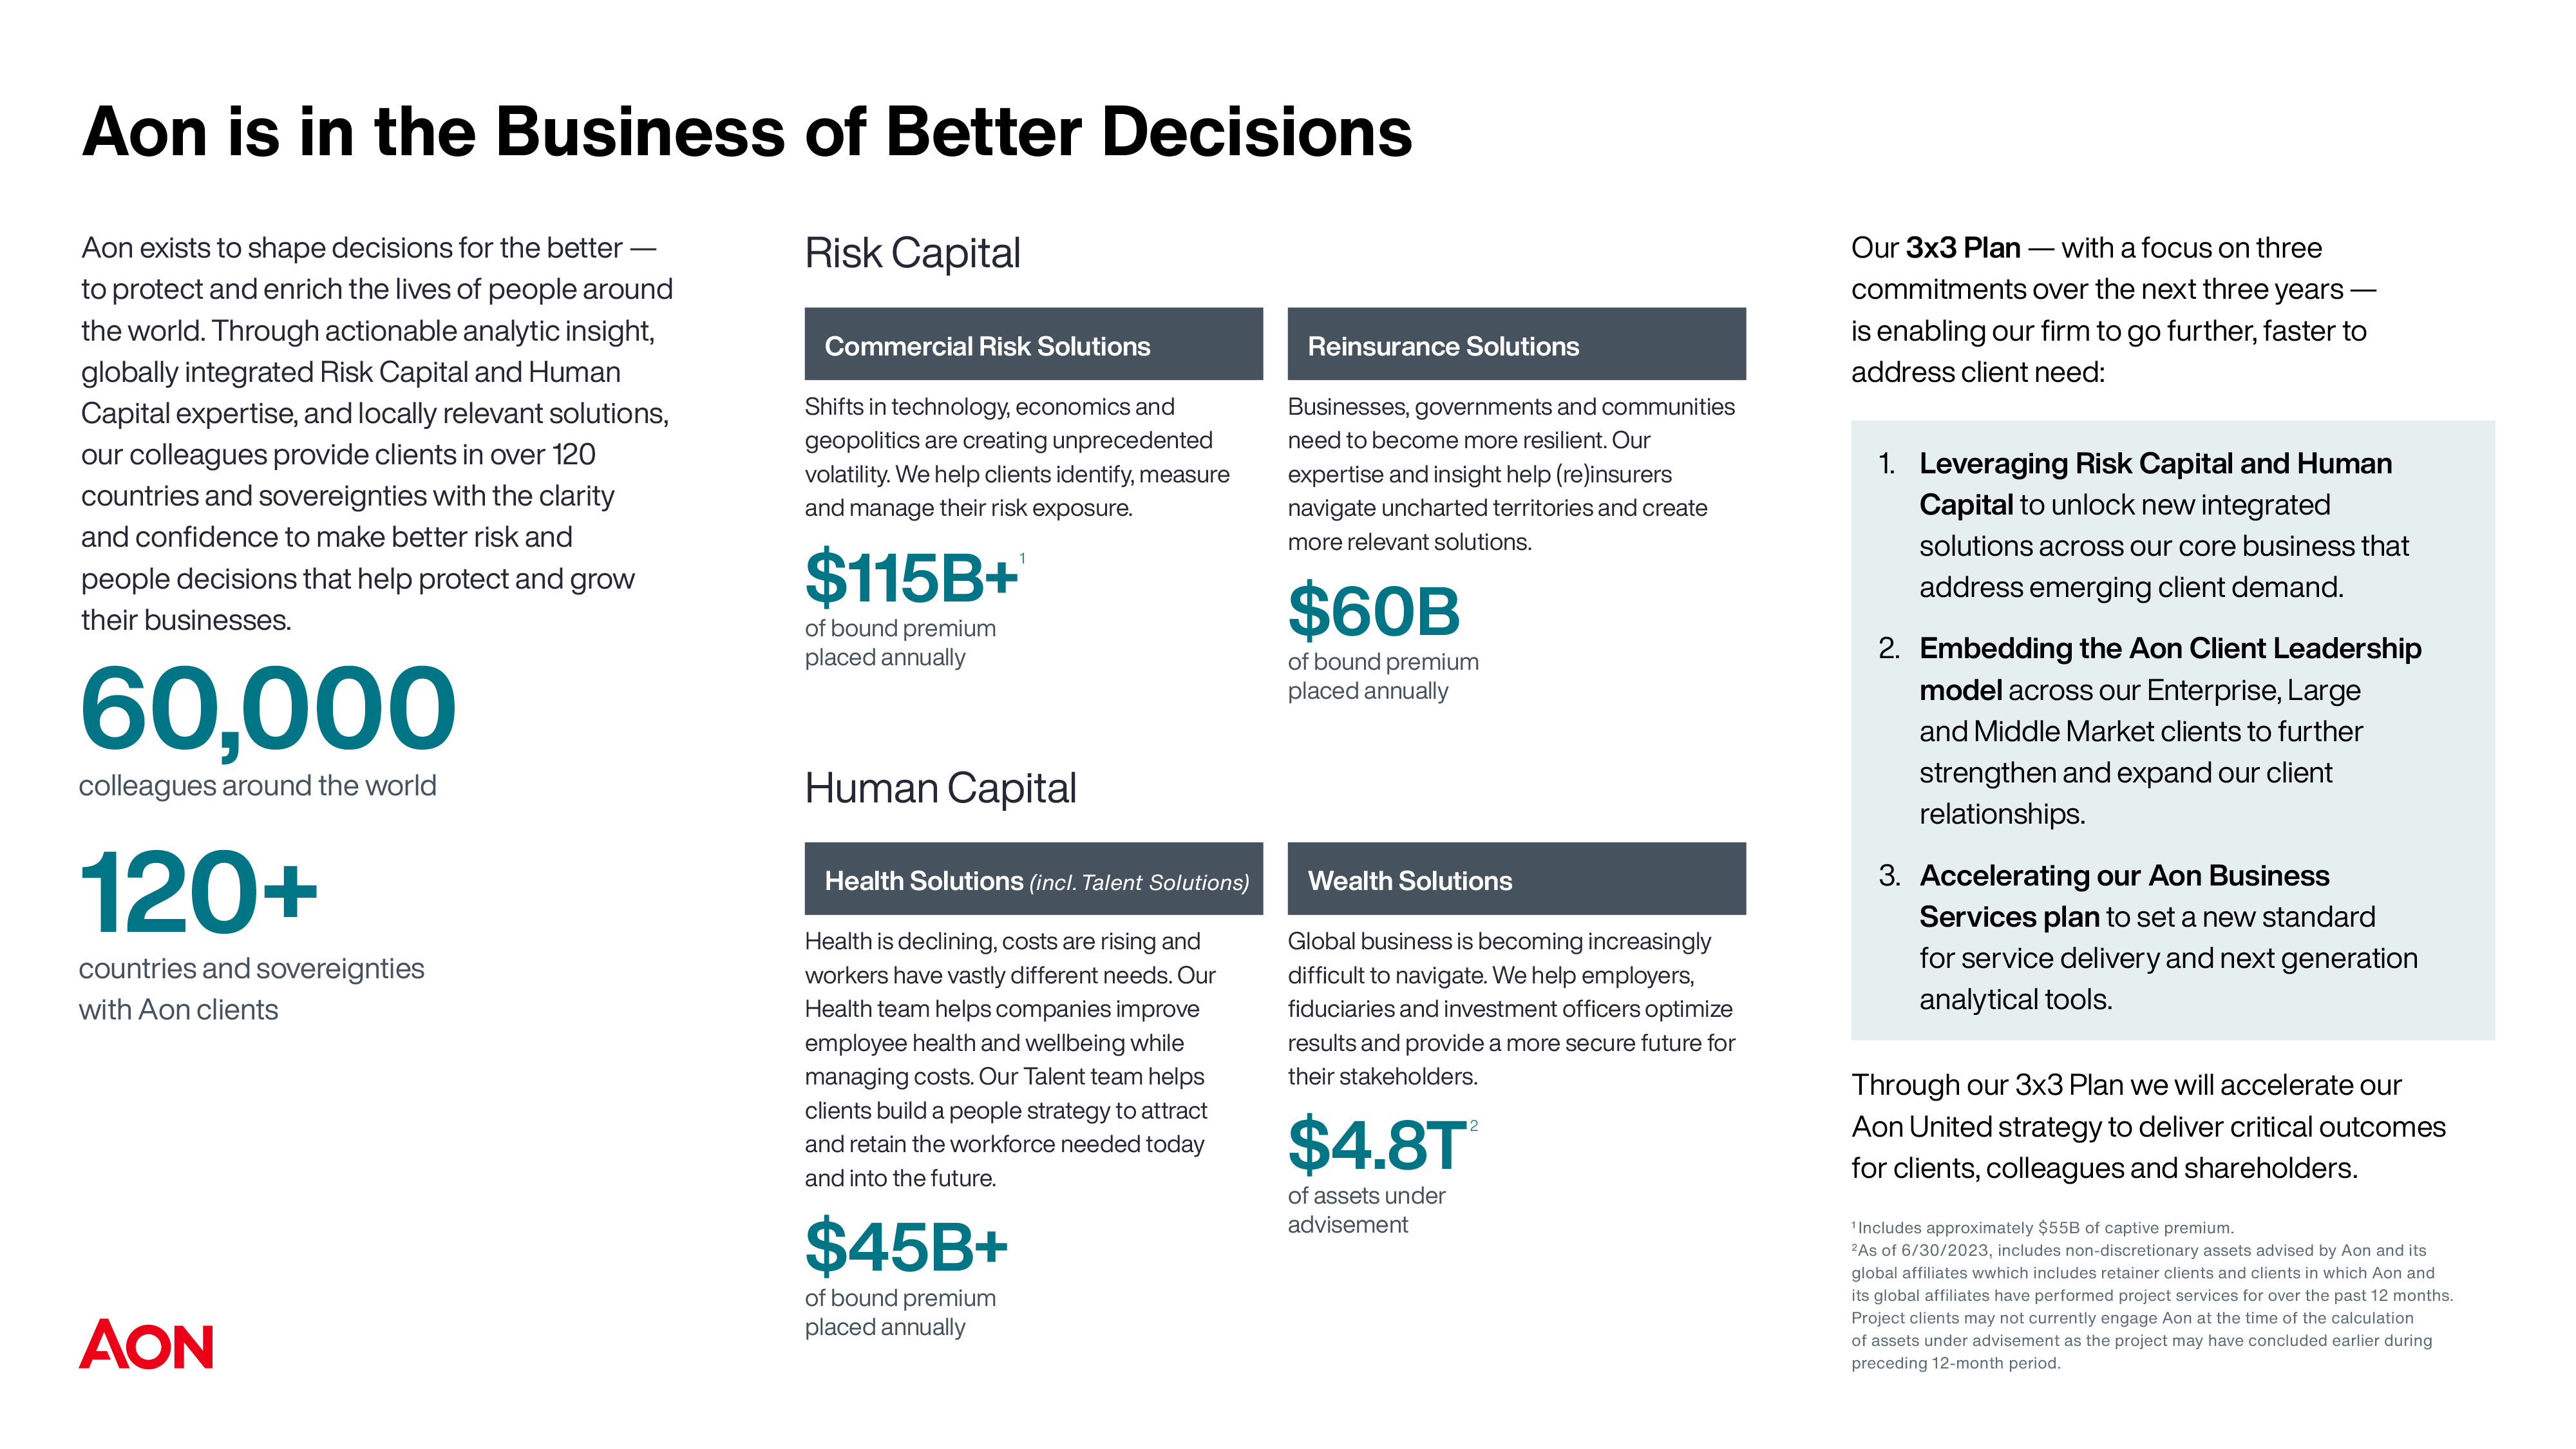 Aon is in the Business of Better Decisions
Aon exists to shape decisions for the better —
to protect and enrich the lives of people around
the world. Through actionable analytic insight,
globally integrated Risk Capital and Human
Capital expertise, and locally relevant solutions,
our colleagues provide clients in over 120
countries and sovereignties with the clarity
and confidence to make better risk and
people decisions that help protect and grow
their businesses.
60,000
colleagues around the world
120+
countries and sovereignties
with Aon clients
AON
Risk Capital
Commercial Risk Solutions
Shifts in technology, economics and
geopolitics are creating unprecedented
volatility. We help clients identify, measure
and manage their risk exposure.
$115B+¹
of bound premium
placed annually
Reinsurance Solutions
Businesses, governments and communities
need to become more resilient. Our
expertise and insight help (re)insurers
navigate uncharted territories and create
more relevant solutions.
$60B
of bound premium
placed annually
Human Capital
Health Solutions (incl. Talent Solutions)
Health is declining, costs are rising and
workers have vastly different needs. Our
Health team helps companies improve
employee health and wellbeing while
managing costs. Our Talent team helps
clients build a people strategy to attract
and retain the workforce needed today
and into the future.
$45B+
of bound premium
placed annually
Wealth Solutions
Global business is becoming increasingly
difficult to navigate. We help employers,
fiduciaries and investment officers optimize
results and provide a more secure future for
their stakeholders.
$4.8T²
of assets under
advisement
Our 3x3 Plan — with a focus on three
commitments over the next three years —
is enabling our firm to go further, faster to
address client need:
1. Leveraging Risk Capital and Human
Capital to unlock new integrated
solutions across our core business that
address emerging client demand.
2. Embedding the Aon Client Leadership
model across our Enterprise, Large
and Middle Market clients to further
strengthen and expand our client
relationships.
3. Accelerating our Aon Business
Services plan to set a new standard
for service delivery and next generation
analytical tools.
Through our 3x3 Plan we will accelerate our
Aon United strategy to deliver critical outcomes
for clients, colleagues and shareholders.
¹Includes approximately $55B of captive premium.
²As of 6/30/2023, includes non-discretionary assets advised by Aon and its
global affiliates wwhich includes retainer clients and clients in which Aon and
its global affiliates have performed project services for over the past 12 months.
Project clients may not currently engage Aon at the time of the calculation
of assets under advisement as the project may have concluded earlier during
preceding 12-month period.